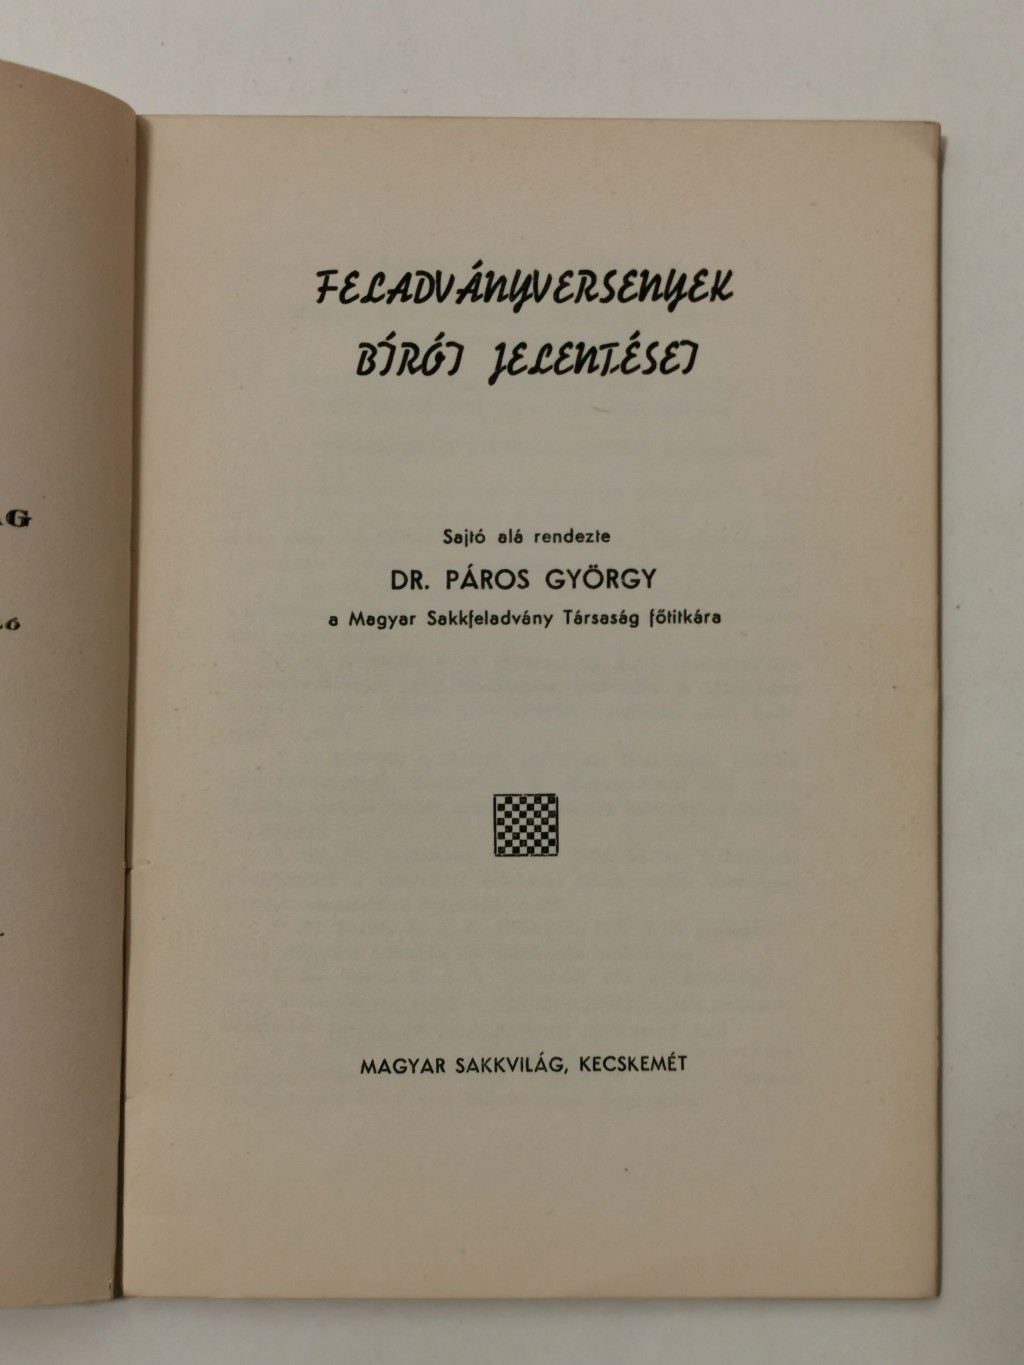 FELADVÁNYVERSENYEK
BÍRÓI JELENTÉSEI
Sajtó alá rendezte
DR. PÁROS GYÖRGY
a Magyar Sakkfeladvány Társaság főtitkára
MAGYAR SAKKVILÁG, KECSKEMÉT